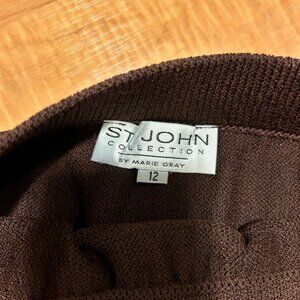 ST. JOHN
COLLECTION
BY MARIE GRAY
12